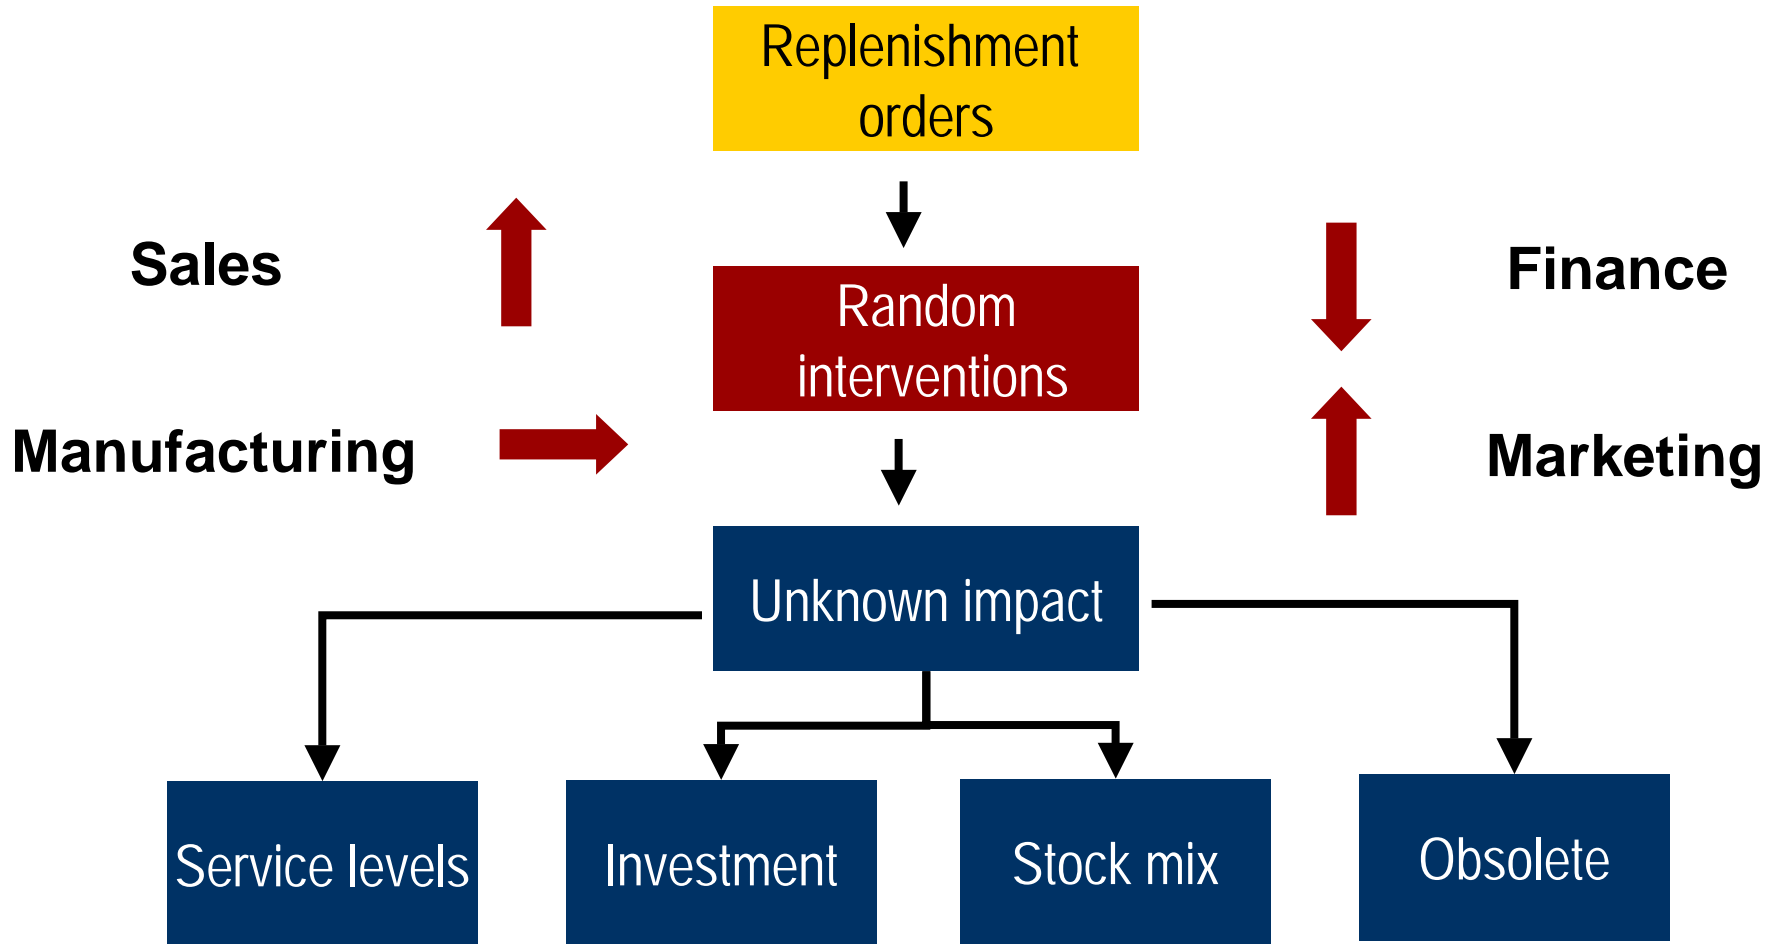 Replenishment
orders
Sales
Finance
Random
interventions
Manufacturing
Marketing
Unknown impact
Service levels
Investment
Stock mix
Obsolete